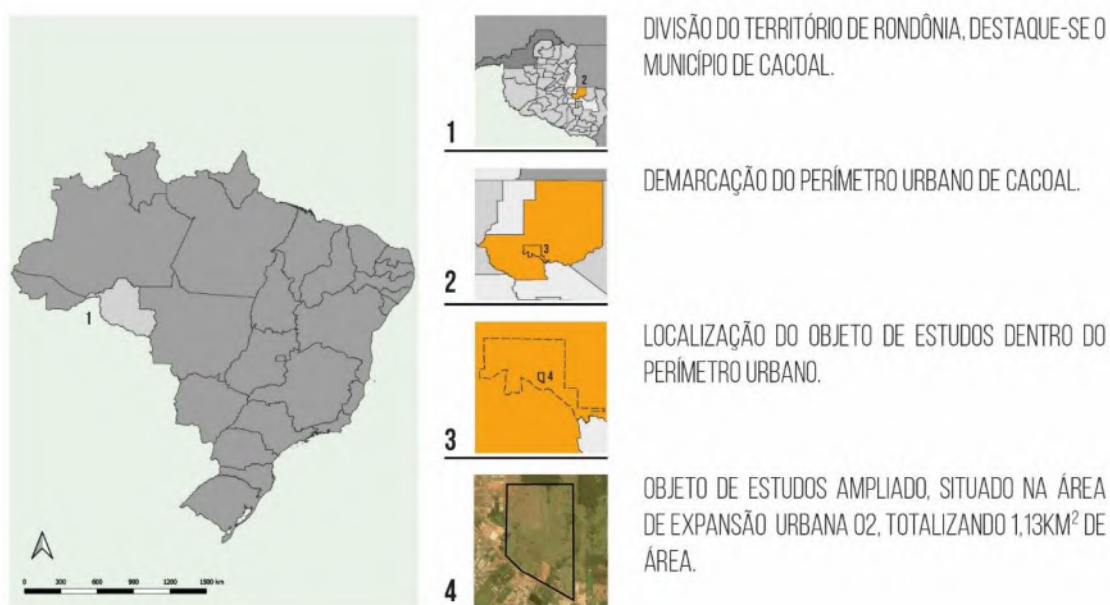 DIVISÃO DO TERRITÓRIO DE RONDÔNIA, DESTAQUE-SE O
MUNICÍPIO DE CACOAL.
2
1
DEMARCAÇÃO DO PERÍMETRO URBANO DE CACOAL.
3
2
LOCALIZAÇÃO DO OBJETO DE ESTUDOS DENTRO DO
PERÍMETRO URBANO.
4
3
OBJETO DE ESTUDOS AMPLIADO, SITUADO NA ÁREA
DE EXPANSÃO URBANA 02, TOTALIZANDO 1,13KM² DE
ÁREA.
4
1
0 300 600 900 1200 1500 km